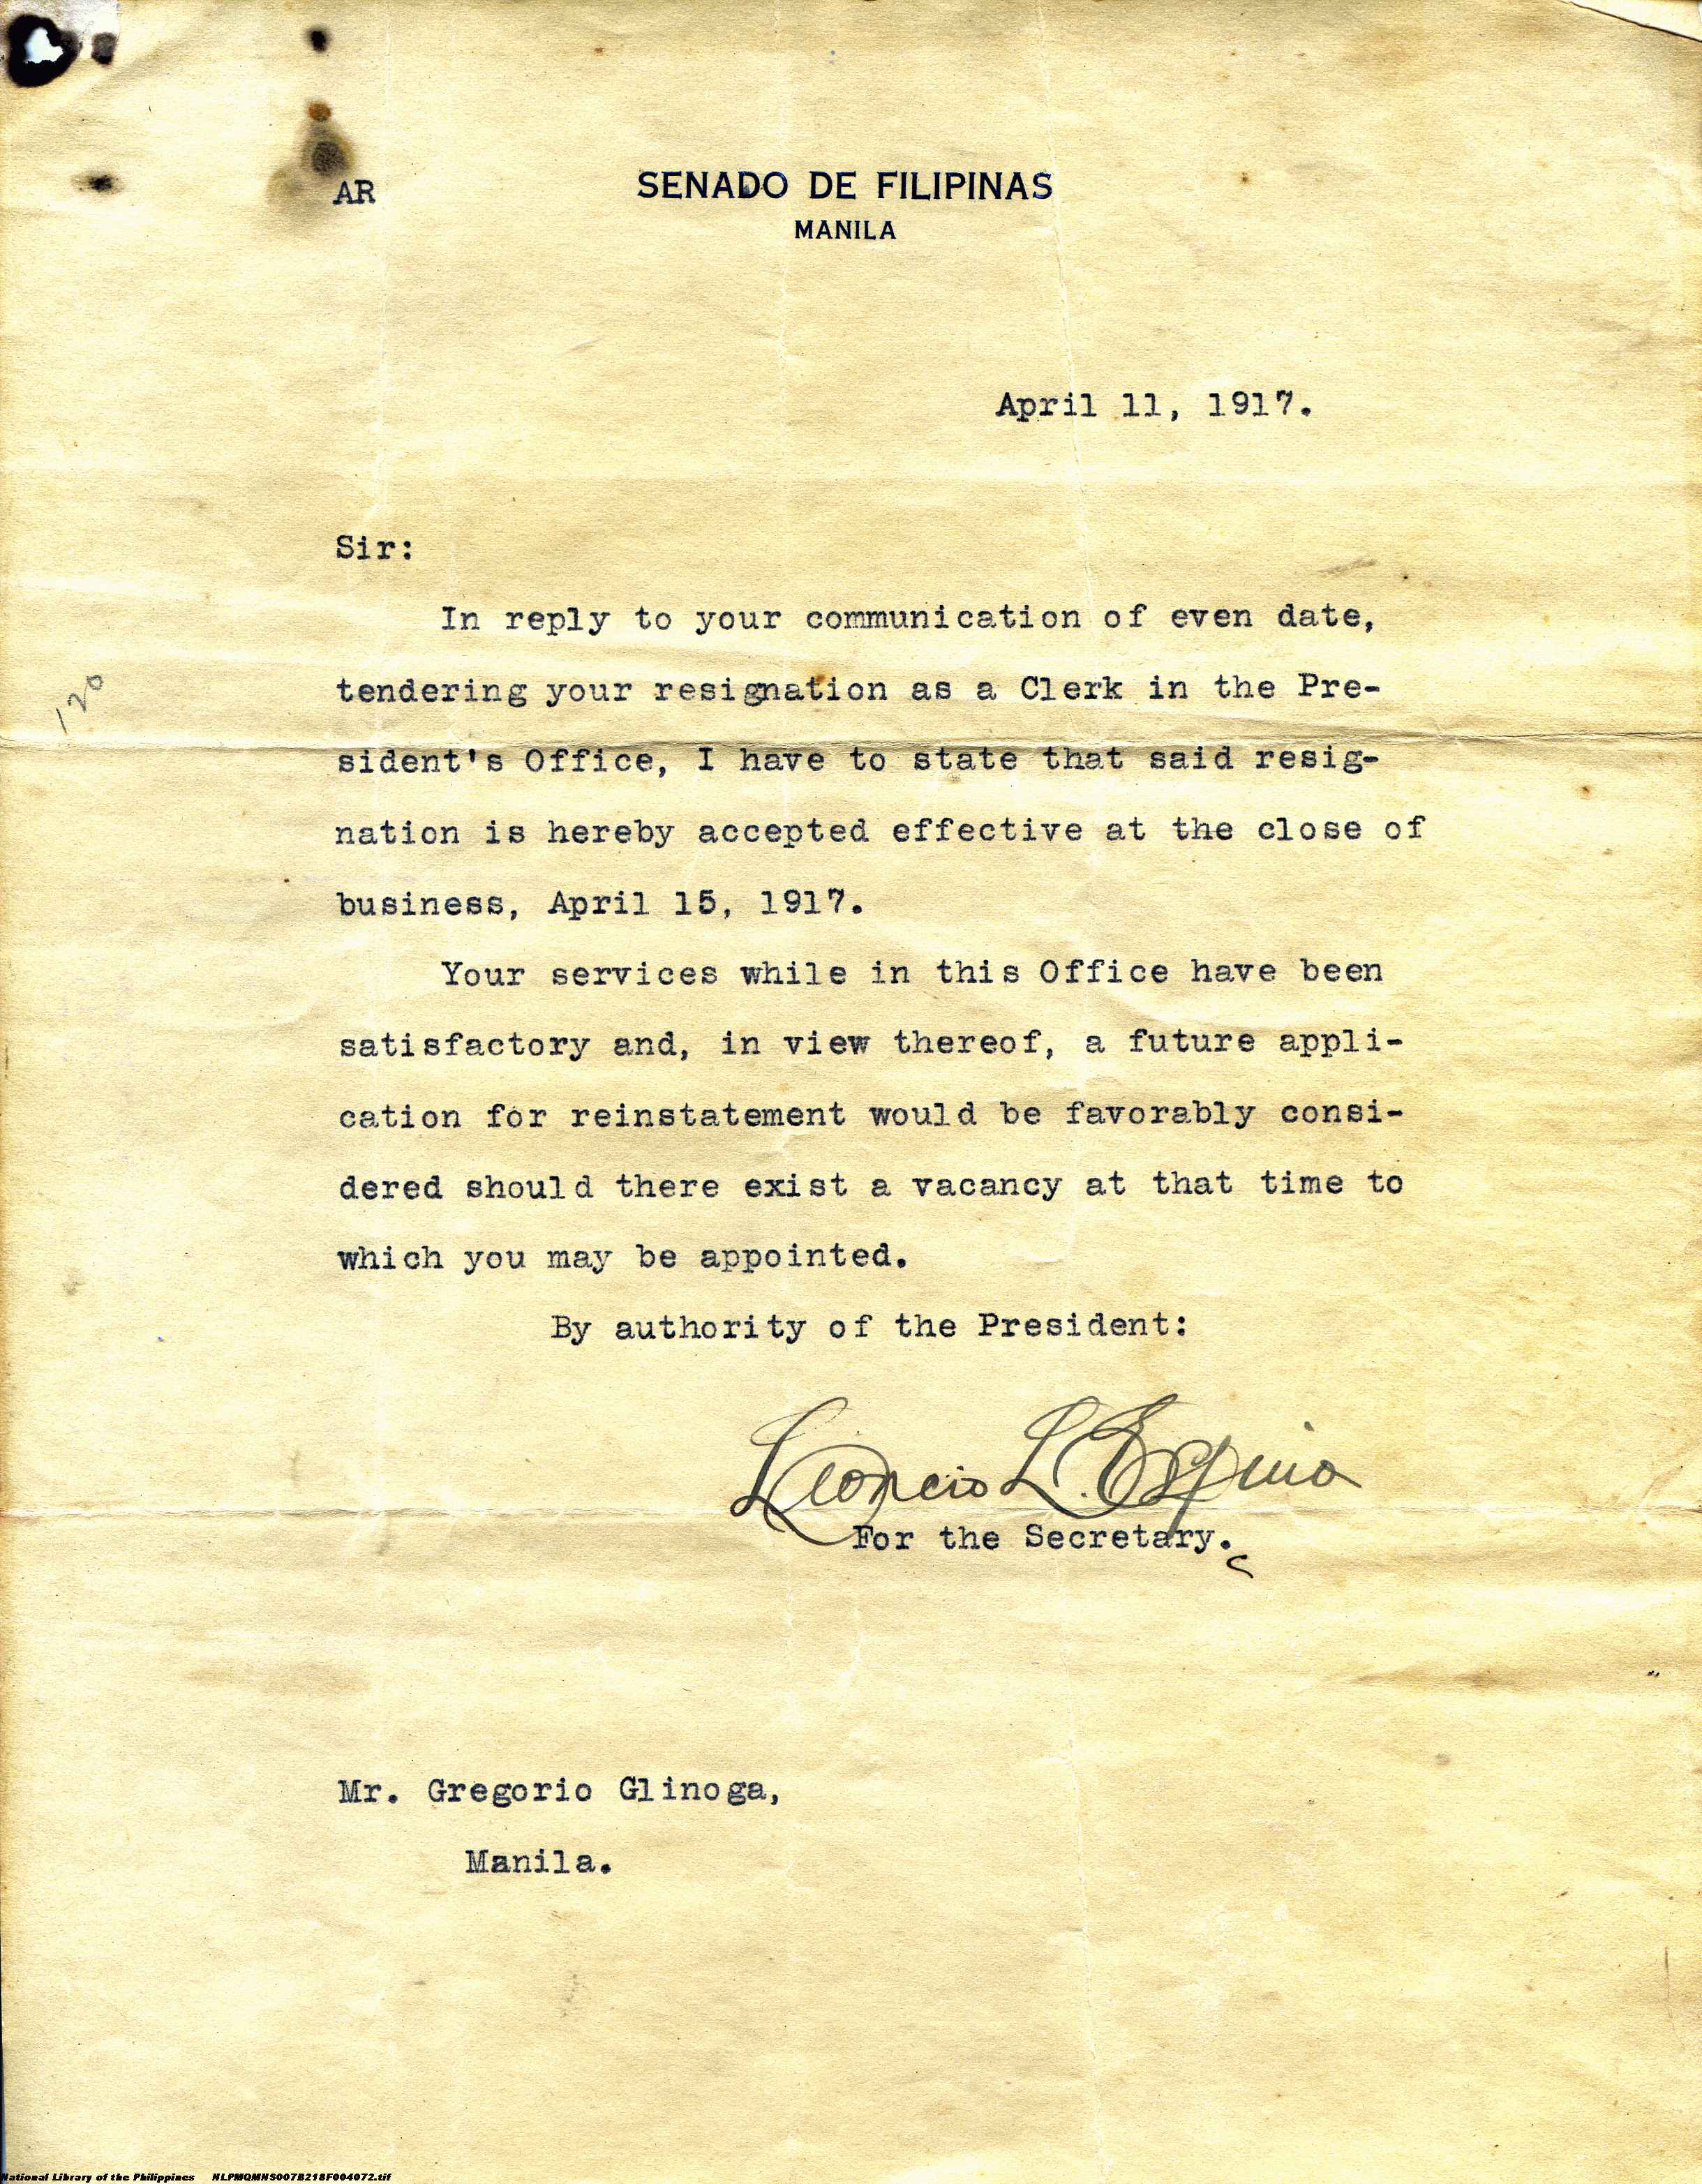 AR
SENADO DE FILIPINAS
MANILA
April 11, 1917.
Sir:
In reply to your communication of even date,
tendering your resignation as a Clerk in the Pre-
sident's Office, I have to state that said resig-
nation is hereby accepted effective at the close of
business, April 15, 1917.
Your services while in this Office have been
satisfactory and, in view thereof, a future appli-
cation for reinstatement would be favorably consi-
dered should there exist a vacancy at that time to
which you may be appointed.
By authority of the President:
Leoncio L. Espino
For the Secretary.
120
Mr. Gregorio Glinoga,
Manila.
National Library of the Philippines NLPMQMNS007B218F004072.tif